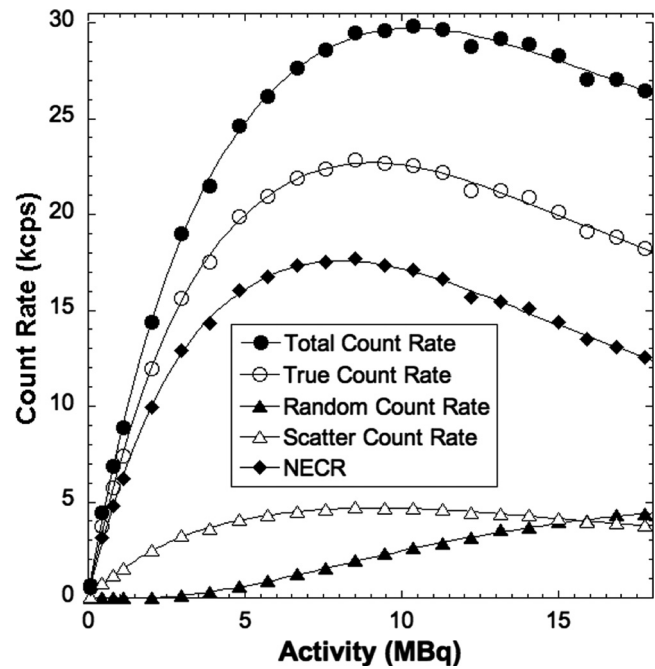 30
25
20
15
10
5
0
Count Rate (kcps)
Total Count Rate
True Count Rate
Random Count Rate
Scatter Count Rate
NECR
0
5
10
15
Activity (MBq)